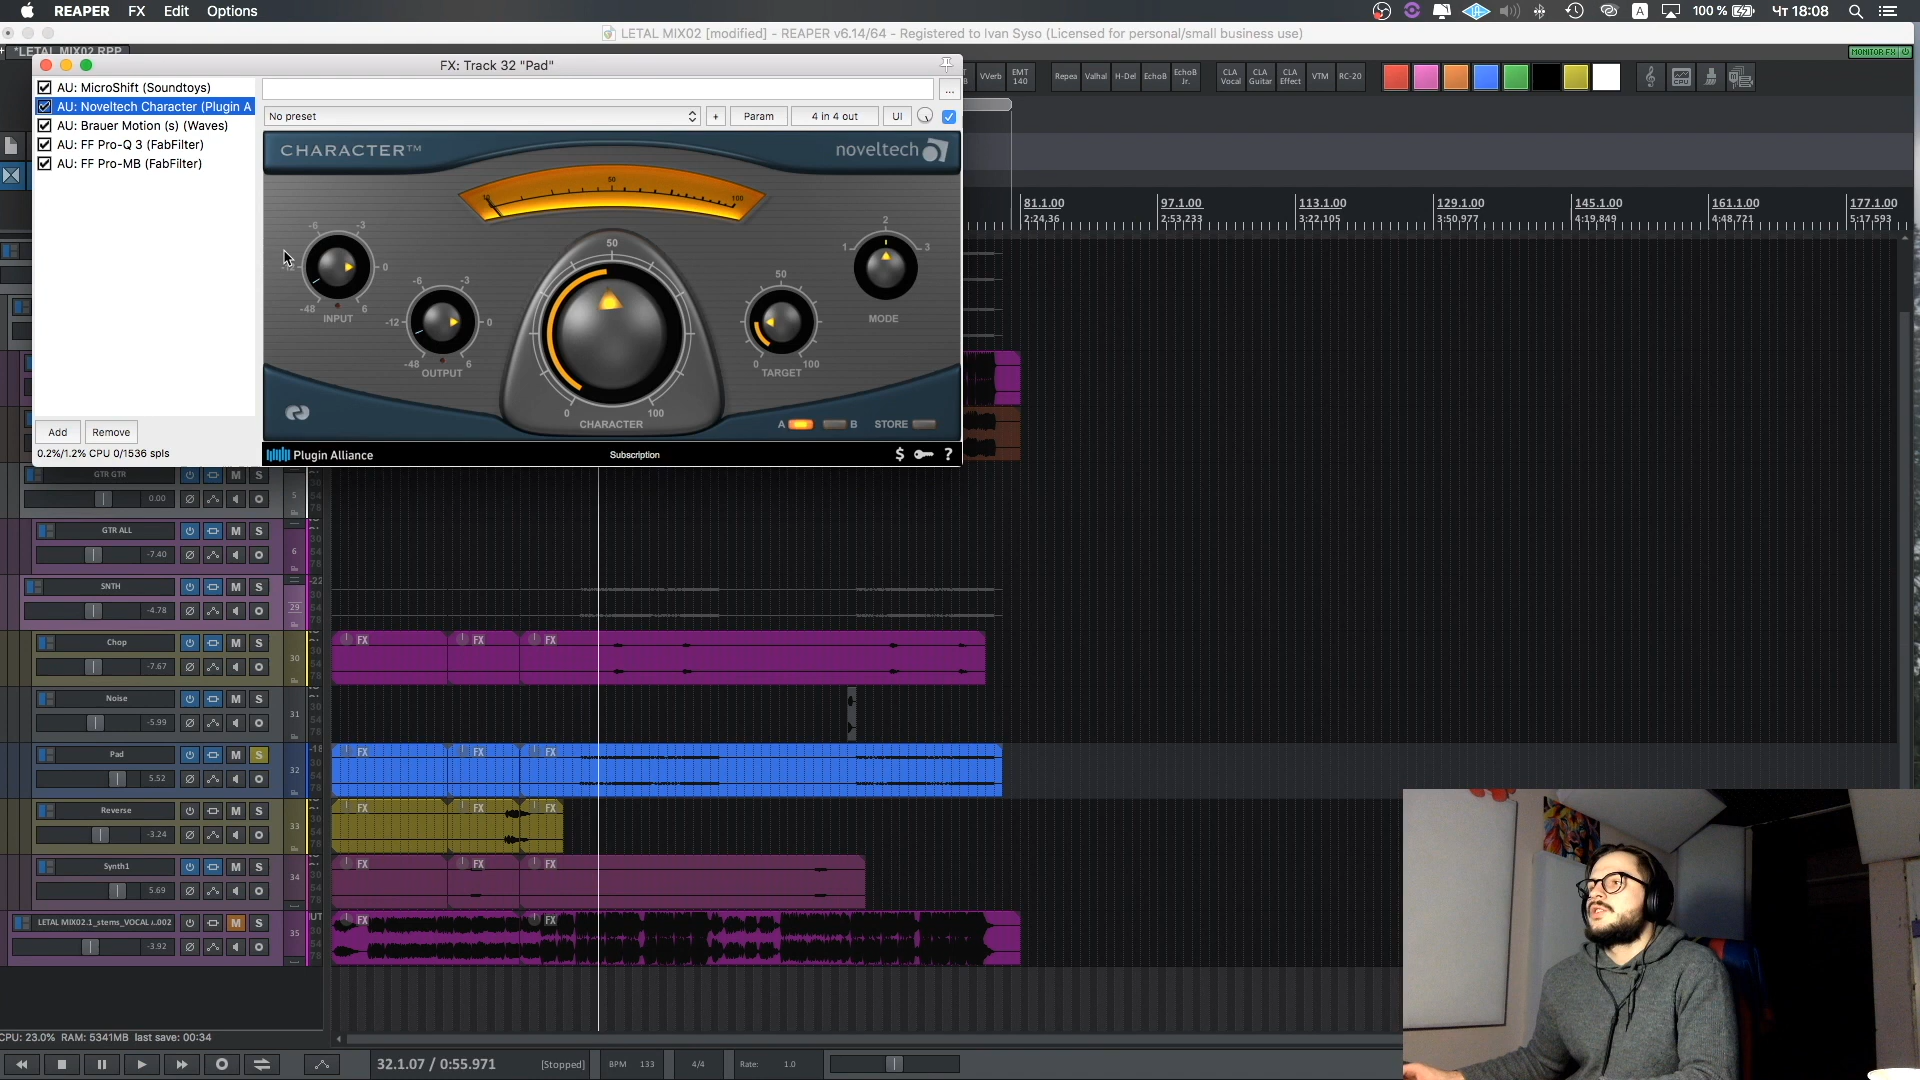 REAPER FX Edit Options
A 100 % Чт 18:08
LETAL MIX02 [modified] - REAPER v6.14/64 - Registered to Ivan Syso (Licensed for personal/small business use)
*LETAL MIX02.RPP
MONITOR FX
FX: Track 32 "Pad"
VVerb EMT 140 Repea Valhal H-Del EchoB EchoB Jr. CLA Vocal CLA Guitar CLA Effect VTM RC-20
AU: MicroShift (Soundtoys)
AU: Noveltech Character (Plugin A
AU: Brauer Motion (s) (Waves)
AU: FF Pro-Q 3 (FabFilter)
AU: FF Pro-MB (FabFilter)
...
No preset + Param 4 in 4 out UI
CHARACTER™ noveltech
50
100
-12 -6 -3 0
-48 6
INPUT
-12 -6 -3 0
-48 6
OUTPUT
50
0 100
CHARACTER
50
0 100
TARGET
1 2 3
MODE
A B STORE
Add Remove
0.2%/1.2% CPU 0/1536 spls
Plugin Alliance Subscription $ ?
81.1.00 97.1.00 113.1.00 129.1.00 145.1.00 161.1.00 177.1.00
2:24,36 2:53,233 3:22,105 3:50,977 4:19,849 4:48,721 5:17,593
GTR GTR M S
0.00 5
GTR ALL M S
-7.40 6
SNTH M S
-4.78 29
Chop M S
-7.67 30
FX FX FX
Noise M S
-5.99 31
Pad M S
5.52 32
FX FX FX
Reverse M S
-3.24 33
FX FX FX
Synth1 M S
5.69 34
FX FX FX
LETAL MIX02.1_stems_VOCAL M S
-3.92 35
FX FX
CPU: 23.0% RAM: 5341MB last save: 00:34
32.1.07 / 0:55.971 [Stopped] BPM 133 4/4 Rate: 1.0